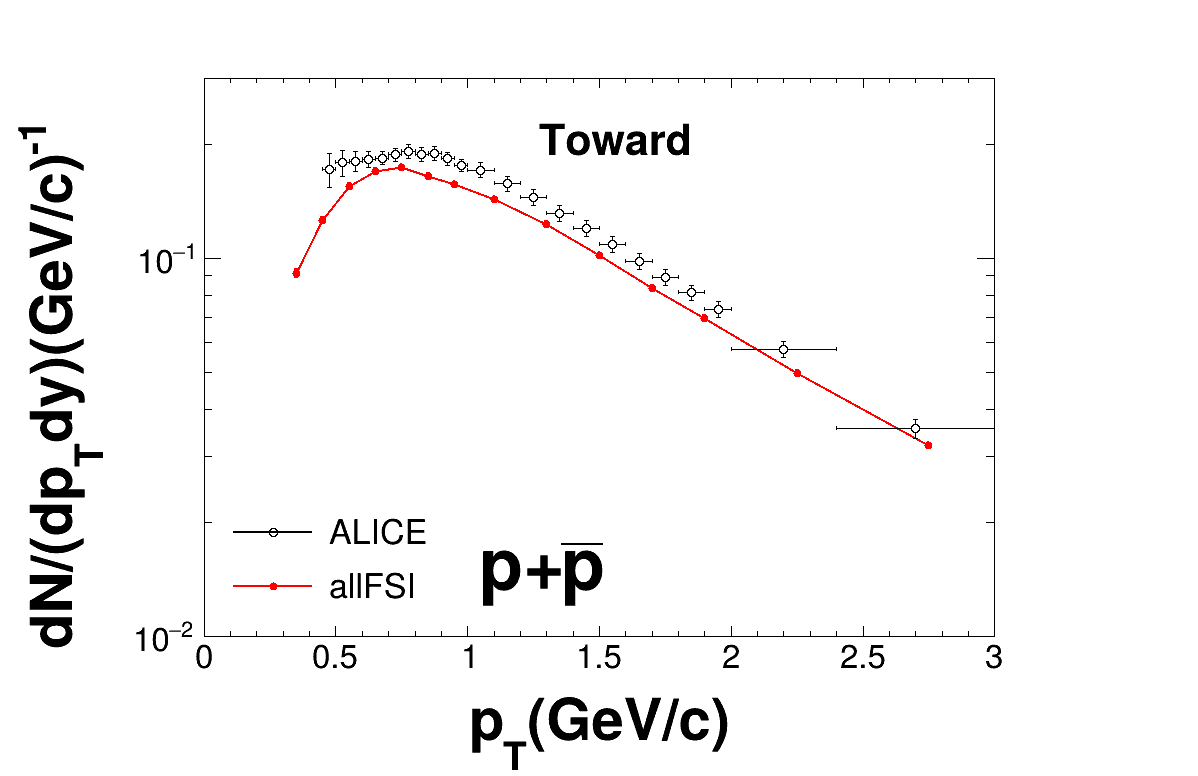 Toward
dN/(dp_T dy)(GeV/c)^-1
10^−1
10^−2
ALICE
allFSI
p+p̅
0 0.5 1 1.5 2 2.5 3
p_T(GeV/c)